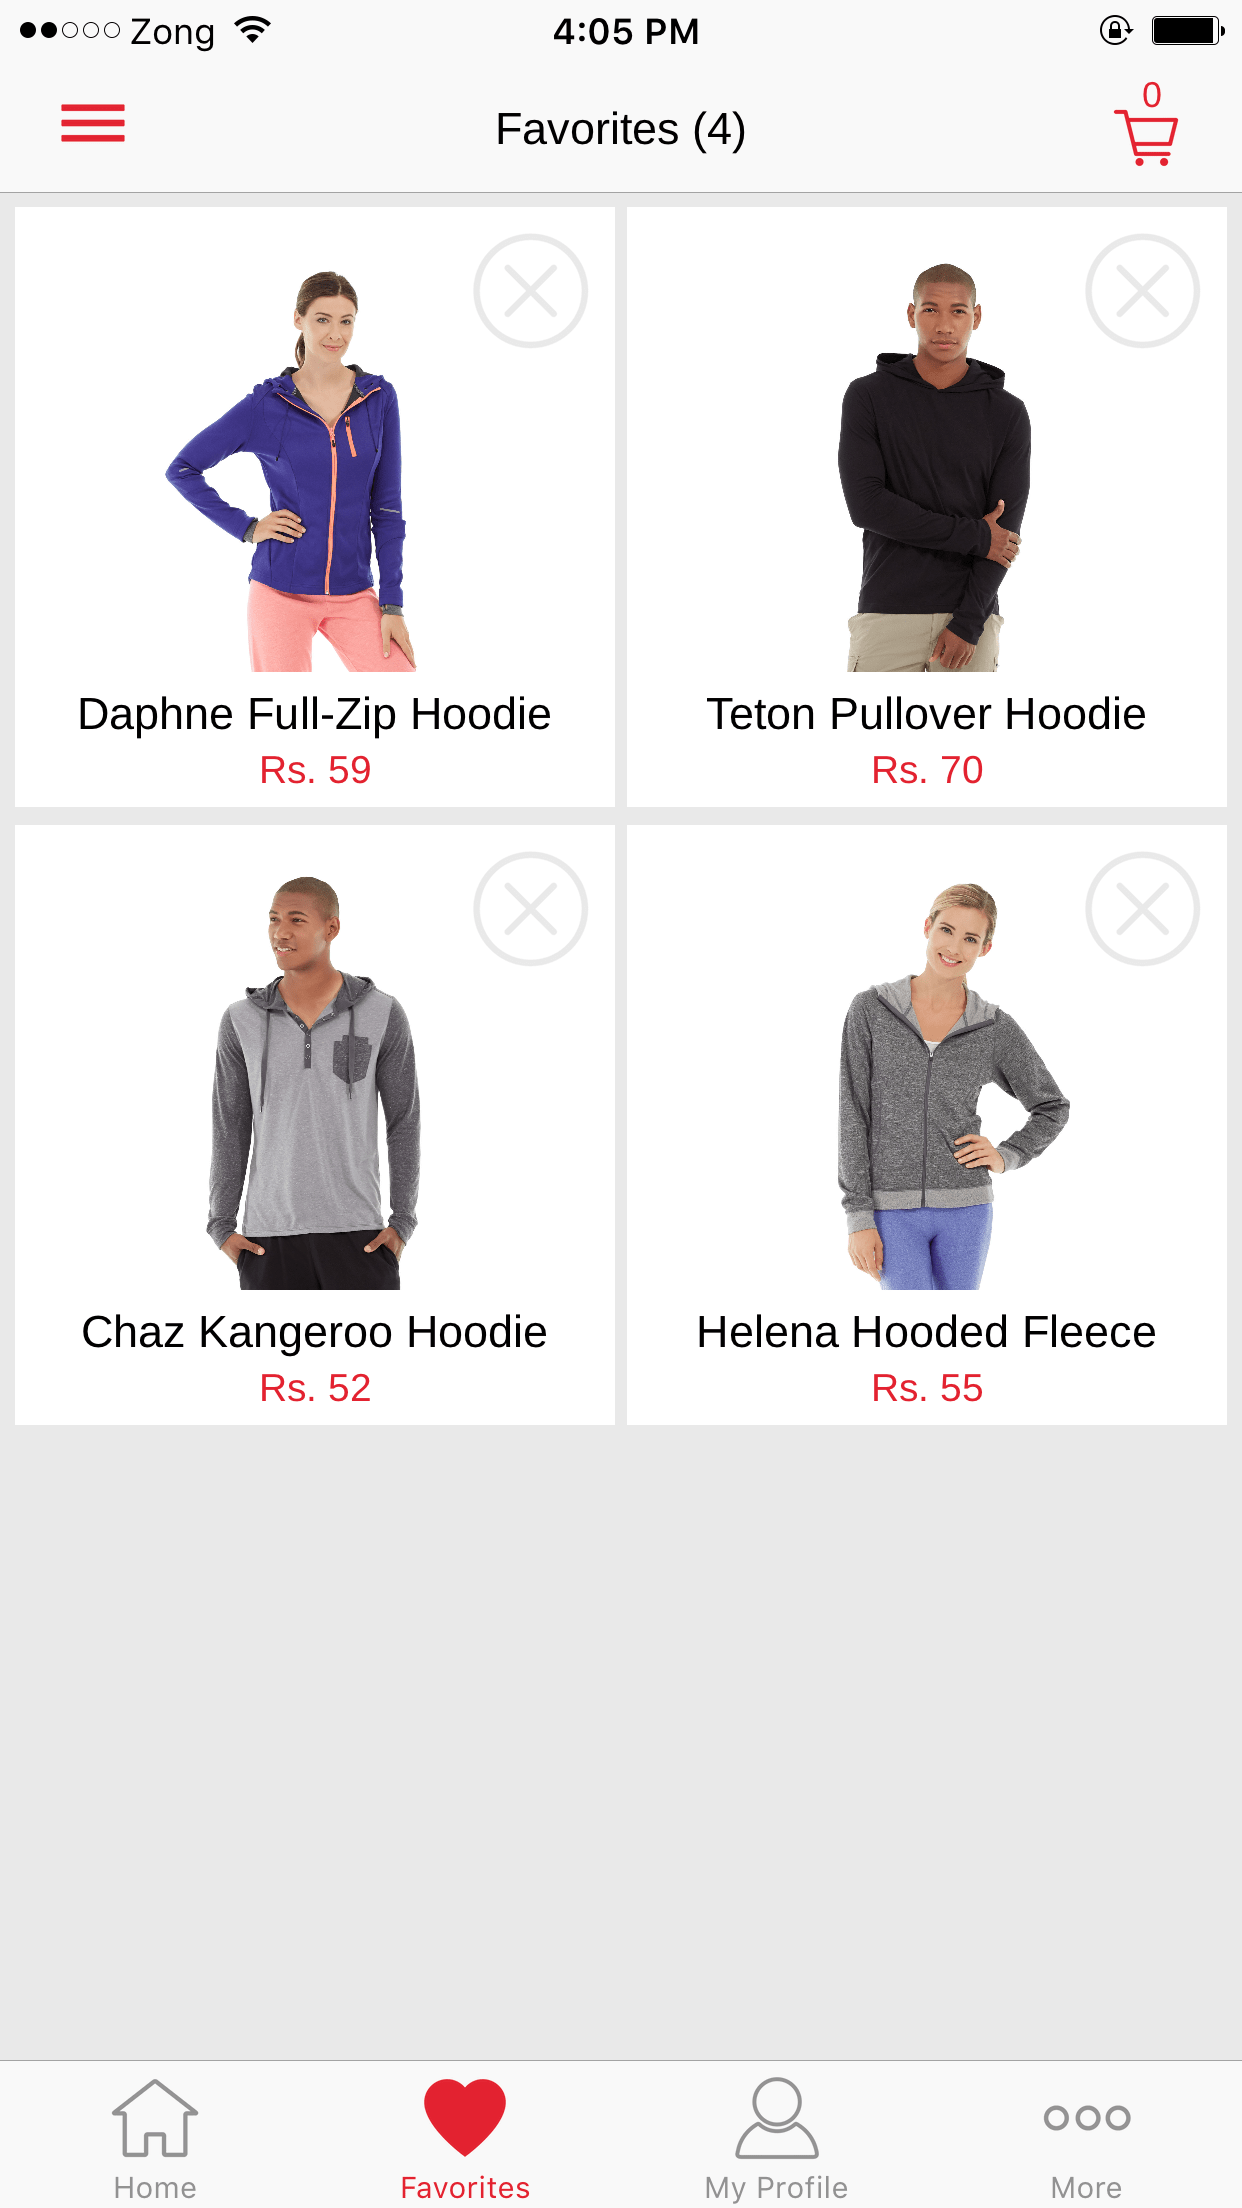 Zong
4:05 PM
0
Favorites (4)
Daphne Full-Zip Hoodie
Rs. 59
Teton Pullover Hoodie
Rs. 70
Chaz Kangeroo Hoodie
Rs. 52
Helena Hooded Fleece
Rs. 55
Home
Favorites
My Profile
More